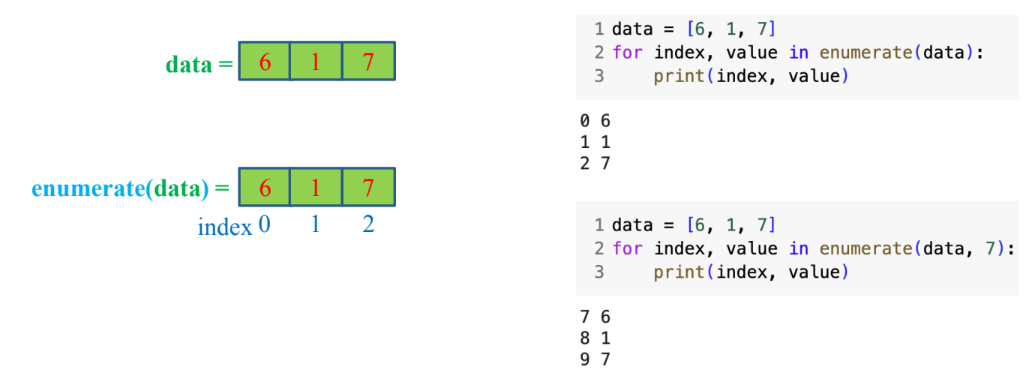 data = 6 1 7
enumerate(data) = 6 1 7
index 0 1 2
1 data = [6, 1, 7]
2 for index, value in enumerate(data):
3     print(index, value)
0 6
1 1
2 7
1 data = [6, 1, 7]
2 for index, value in enumerate(data, 7):
3     print(index, value)
7 6
8 1
9 7